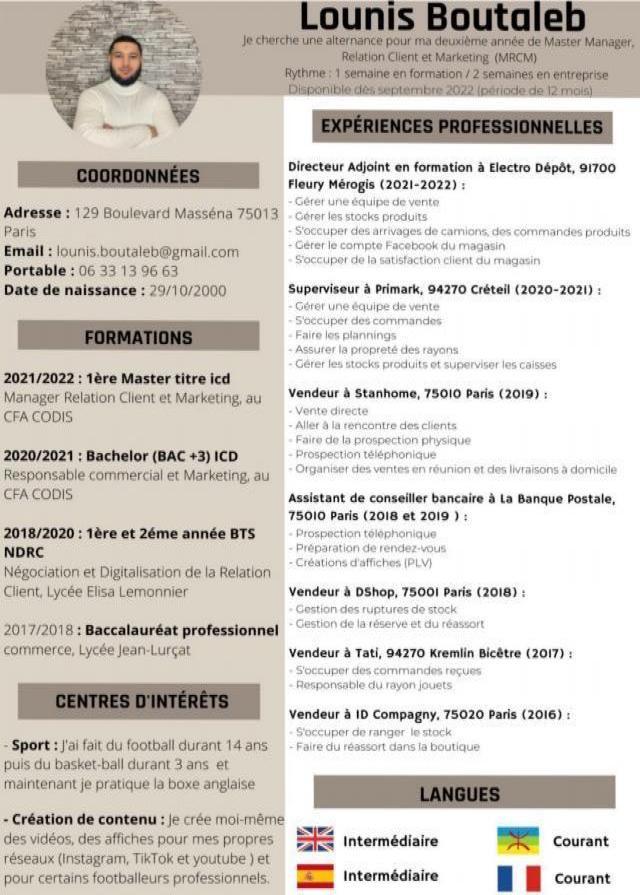 Lounis Boutaleb
Je cherche une alternance pour ma deuxième année de Master Manager,
Relation Client et Marketing (MRCM)
Rythme : 1 semaine en formation / 2 semaines en entreprise
Disponible dès septembre 2022 (période de 12 mois)
COORDONNÉES
Adresse : 129 Boulevard Masséna 75013
Paris
Email : lounis.boutaleb@gmail.com
Portable : 06 33 13 96 63
Date de naissance : 29/10/2000
FORMATIONS
2021/2022 : 1ère Master titre icd
Manager Relation Client et Marketing, au
CFA CODIS
2020/2021 : Bachelor (BAC +3) ICD
Responsable commercial et Marketing, au
CFA CODIS
2018/2020 : 1ère et 2éme année BTS
NDRC
Négociation et Digitalisation de la Relation
Client, Lycée Elisa Lemonnier
2017/2018 : Baccalauréat professionnel
commerce, Lycée Jean-Lurçat
CENTRES D'INTÉRÊTS
- Sport : J'ai fait du football durant 14 ans
puis du basket-ball durant 3 ans et
maintenant je pratique la boxe anglaise
- Création de contenu : Je crée moi-même
des vidéos, des affiches pour mes propres
réseaux (Instagram, TikTok et youtube ) et
pour certains footballeurs professionnels.
EXPÉRIENCES PROFESSIONNELLES
Directeur Adjoint en formation à Electro Dépôt, 91700
Fleury Mérogis (2021-2022) :
- Gérer une équipe de vente
- Gérer les stocks produits
- S'occuper des arrivages de camions, des commandes produits
- Gérer le compte Facebook du magasin
- S'occuper de la satisfaction client du magasin
Superviseur à Primark, 94270 Créteil (2020-2021) :
- Gérer une équipe de vente
- S'occuper des commandes
- Faire les plannings
- Assurer la propreté des rayons
- Gérer les stocks produits et superviser les caisses
Vendeur à Stanhome, 75010 Paris (2019) :
- Vente directe
- Aller à la rencontre des clients
- Faire de la prospection physique
- Prospection téléphonique
- Organiser des ventes en réunion et des livraisons à domicile
Assistant de conseiller bancaire à La Banque Postale,
75010 Paris (2018 et 2019 ) :
- Prospection téléphonique
- Préparation de rendez-vous
- Créations d'affiches (PLV)
Vendeur à DShop, 75001 Paris (2018) :
- Gestion des ruptures de stock
- Gestion de la réserve et du réassort
Vendeur à Tati, 94270 Kremlin Bicêtre (2017) :
- S'occuper des commandes reçues
- Responsable du rayon jouets
Vendeur à ID Compagny, 75020 Paris (2016) :
- S'occuper de ranger le stock
- Faire du réassort dans la boutique
LANGUES
Intermédiaire
Courant
Intermédiaire
Courant